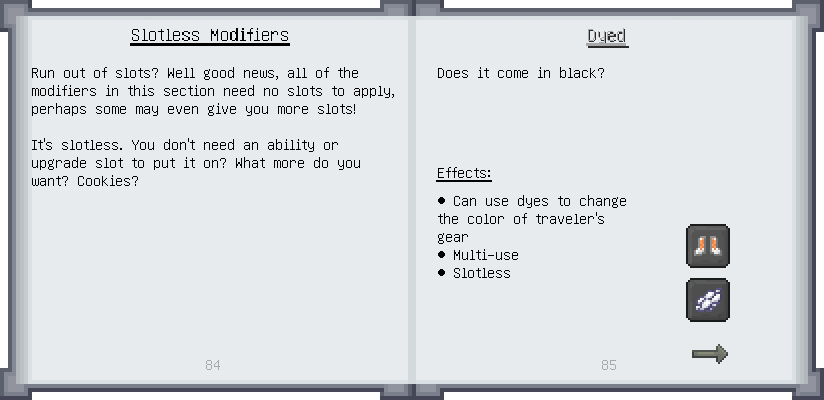 Slotless Modifiers
Run out of slots? Well good news, all of the
modifiers in this section need no slots to apply,
perhaps some may even give you more slots!
It's slotless. You don't need an ability or
upgrade slot to put it on? What more do you
want? Cookies?
84
Dyed
Does it come in black?
Effects:
● Can use dyes to change
the color of traveler's
gear
● Multi-use
● Slotless
85